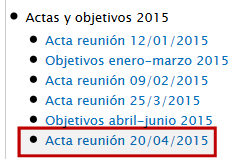 Actas y objetivos 2015
Acta reunión 12/01/2015
Objetivos enero-marzo 2015
Acta reunión 09/02/2015
Acta reunión 25/3/2015
Objetivos abril-junio 2015
Acta reunión 20/04/2015